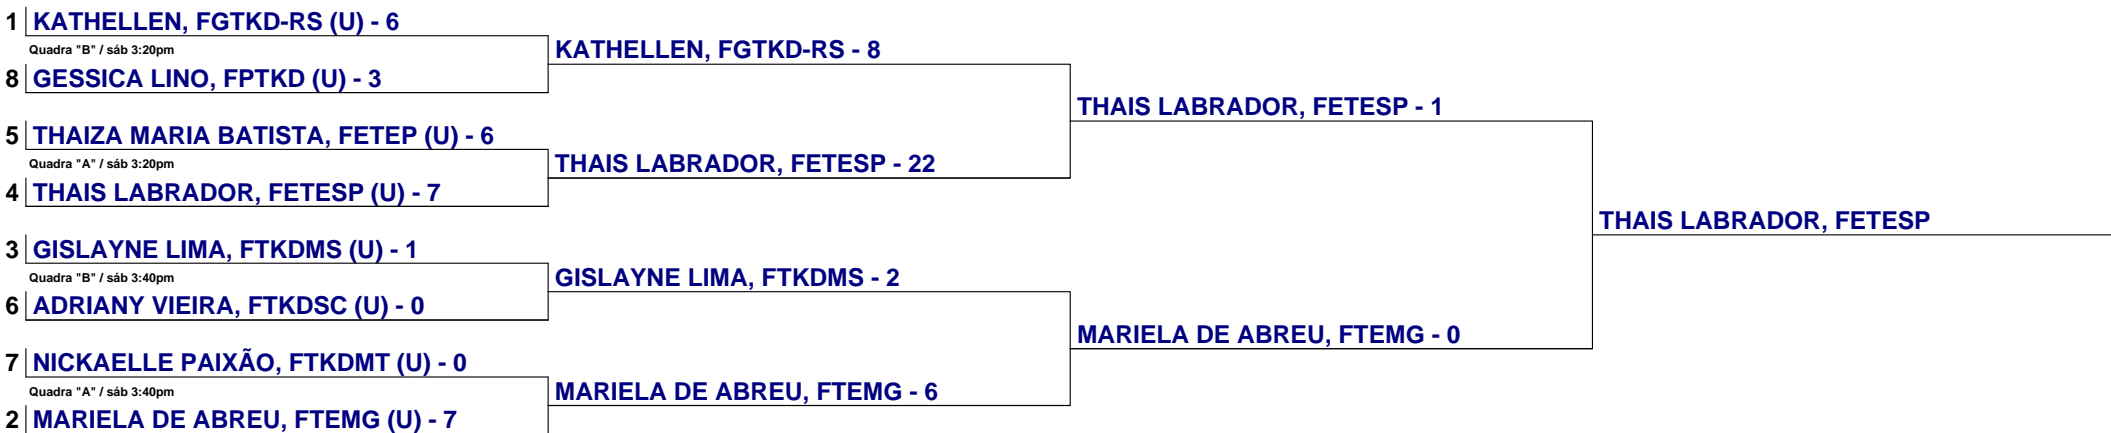 1 KATHELLEN, FGTKD-RS (U) - 6
Quadra "B" / sáb 3:20pm
KATHELLEN, FGTKD-RS - 8
8 GESSICA LINO, FPTKD (U) - 3
THAIS LABRADOR, FETESP - 1
5 THAIZA MARIA BATISTA, FETEP (U) - 6
Quadra "A" / sáb 3:20pm
THAIS LABRADOR, FETESP - 22
4 THAIS LABRADOR, FETESP (U) - 7
THAIS LABRADOR, FETESP
3 GISLAYNE LIMA, FTKDMS (U) - 1
Quadra "B" / sáb 3:40pm
GISLAYNE LIMA, FTKDMS - 2
6 ADRIANY VIEIRA, FTKDSC (U) - 0
MARIELA DE ABREU, FTEMG - 0
7 NICKAELLE PAIXÃO, FTKDMT (U) - 0
Quadra "A" / sáb 3:40pm
MARIELA DE ABREU, FTEMG - 6
2 MARIELA DE ABREU, FTEMG (U) - 7